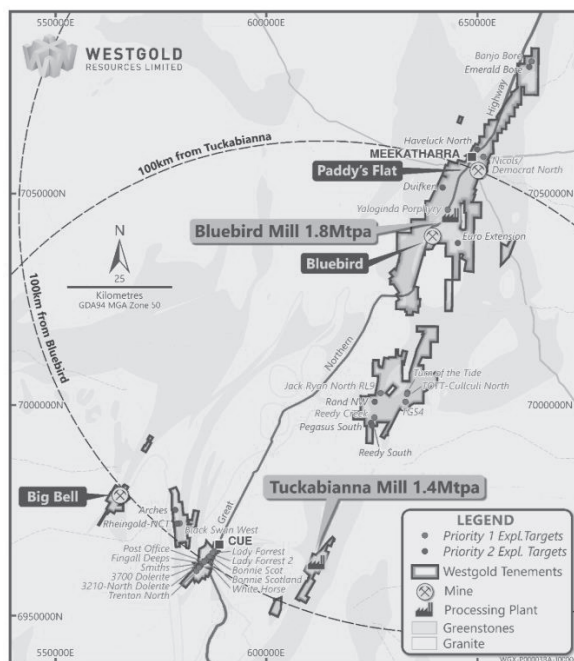 550000E
600000E
650000E
WESTGOLD
RESOURCES LIMITED
Banjo Bore
Emerald Bore
Highway
Haveluck North
MEEKATHARRA
Nicols/
Democrat North
100km from Tuckabianna
Paddy's Flat
7050000N
7050000N
Duifken
Yaloginda Porphyry
Bluebird Mill 1.8Mtpa
Euro Extension
Bluebird
N
25
Kilometres
GDA94 MGA Zone 50
100km from Bluebird
Northern
Turn of the Tide
Jack Ryan North RL9
TOTT-Culliculli North
7000000N
7000000N
Rand NW
FGS4
Reedy Creek
Pegasus South
Reedy South
Big Bell
Tuckabianna Mill 1.4Mtpa
Arches
Rheingold-NC1
Black Swan West
Great
CUE
Post Office
Fingall Deeps
Smiths
3700 Dolerite
3210-North Dolerite
Trenton North
Lady Forrest
Lady Forrest 2
Bonnie Scot
Bonnie Scotland
White Horse
LEGEND
Priority 1 Expl.Targets
Priority 2 Expl. Targets
Westgold Tenements
Mine
Processing Plant
Greenstones
Granite
6950000N
550000E
600000E